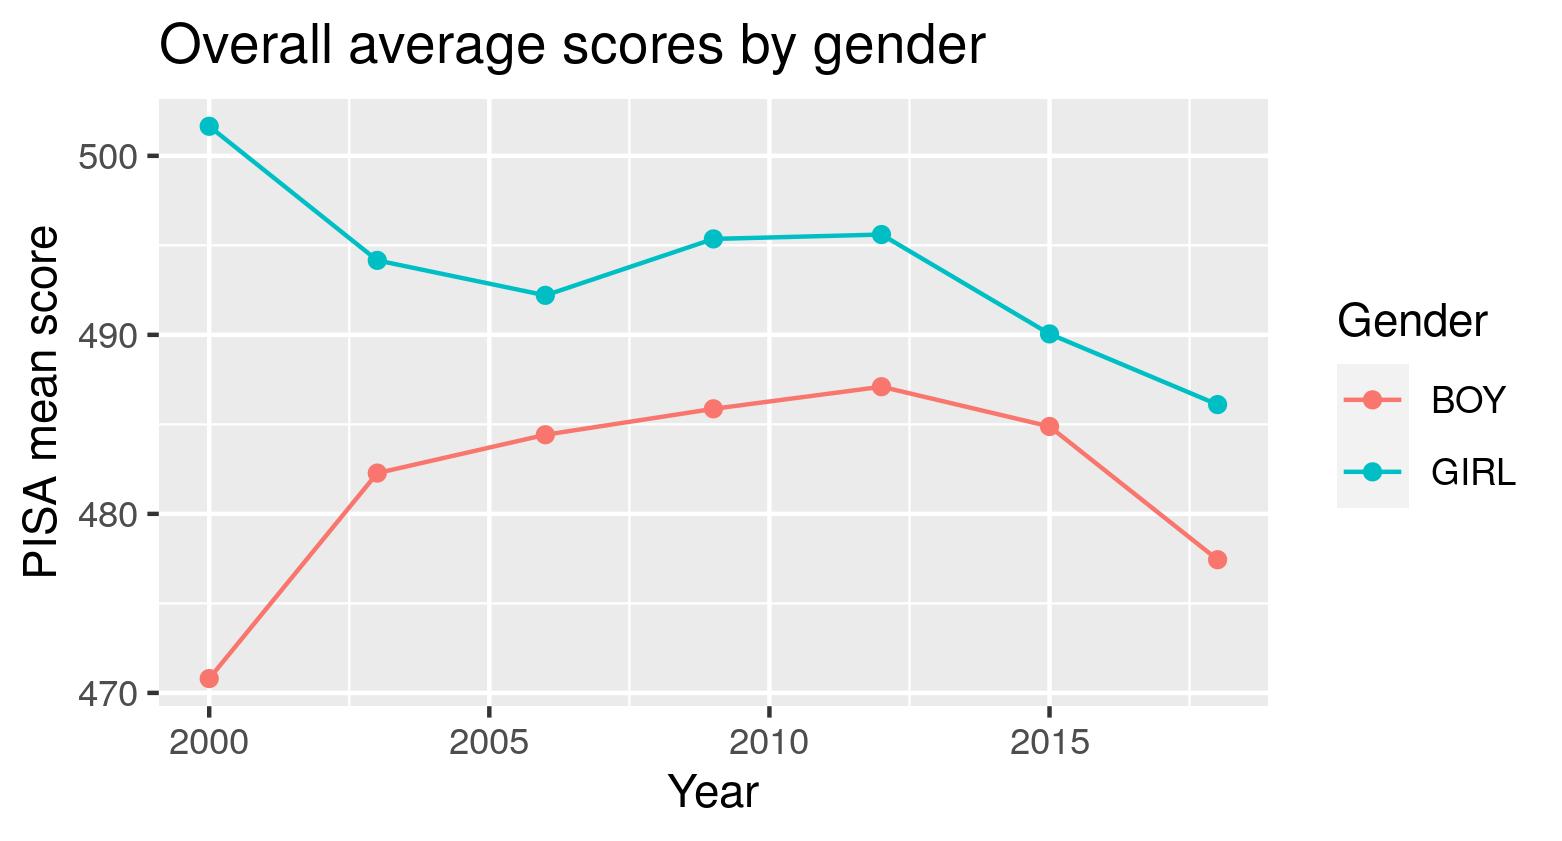 Overall average scores by gender
500
490
480
470
PISA mean score
2000 2005 2010 2015
Year
Gender
BOY
GIRL